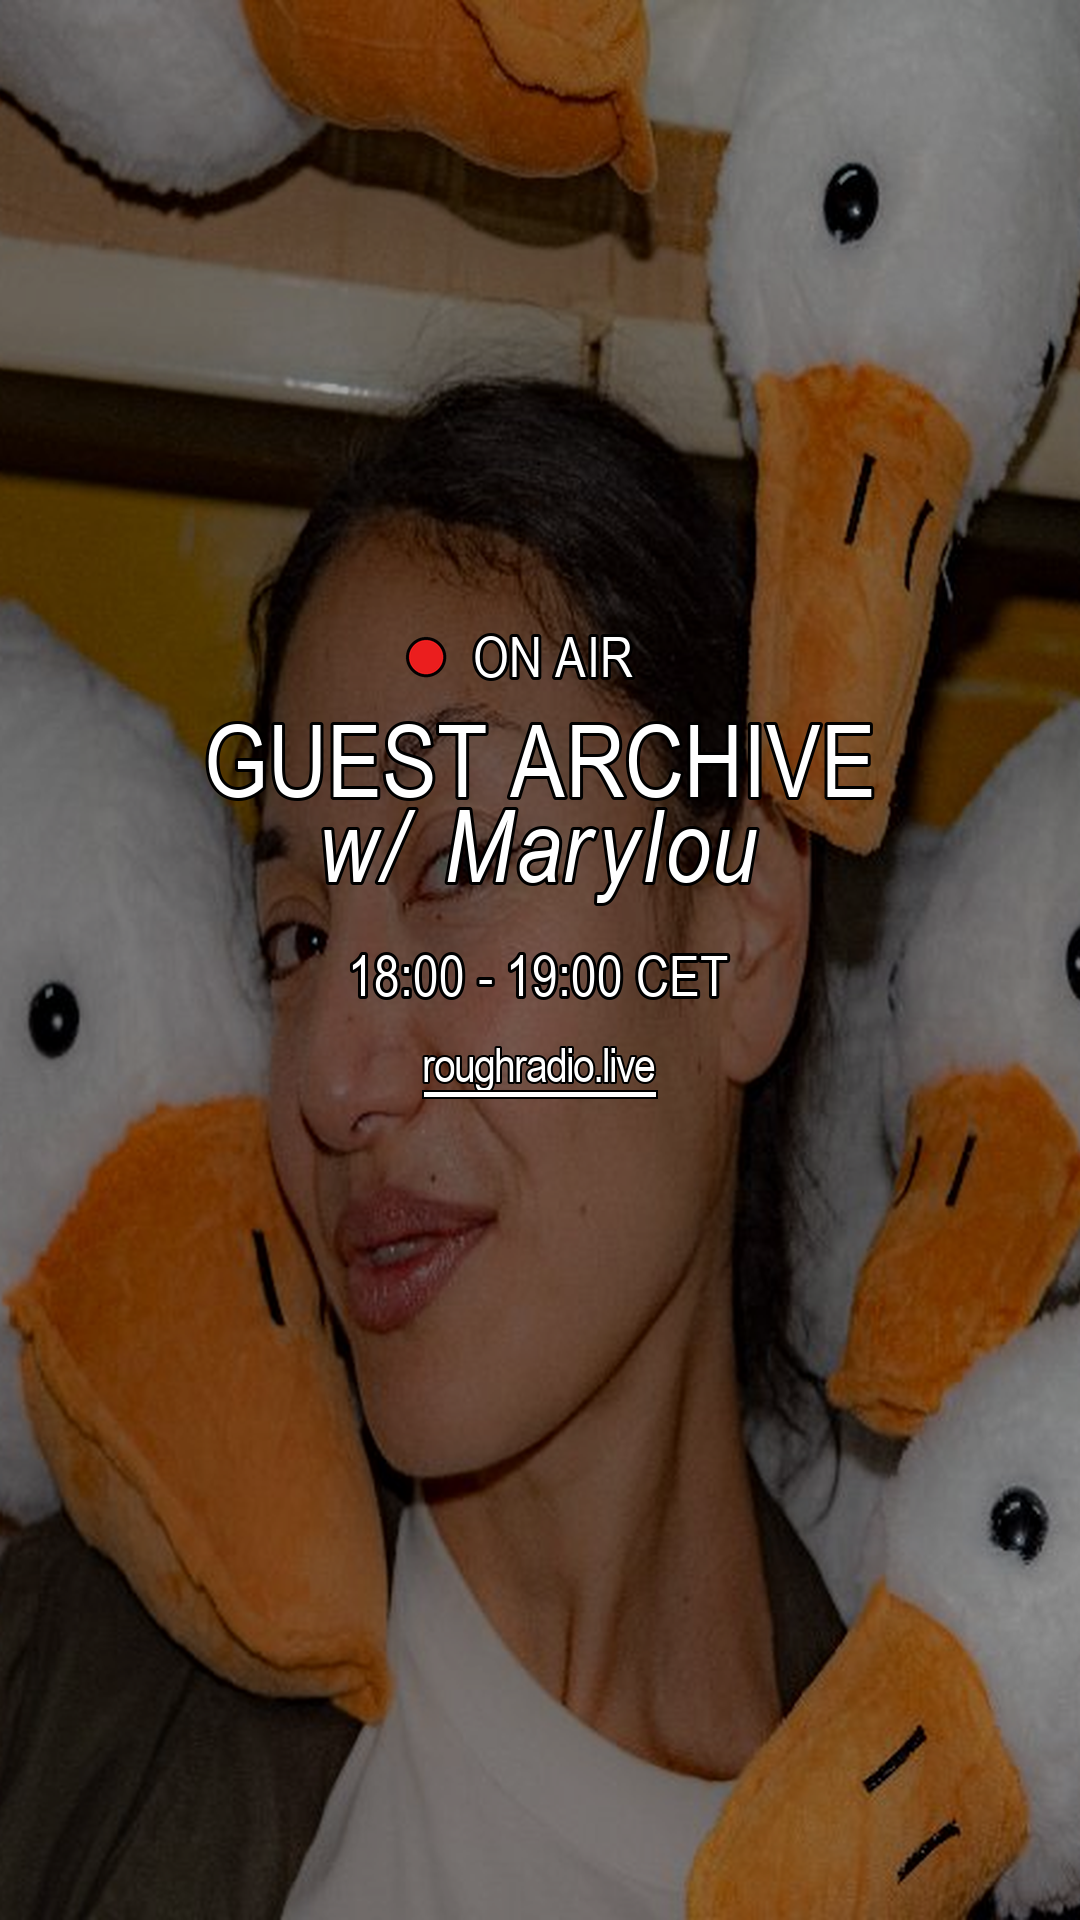 ON AIR
GUEST ARCHIVE
w/ Marylou
18:00 - 19:00 CET
roughradio.live